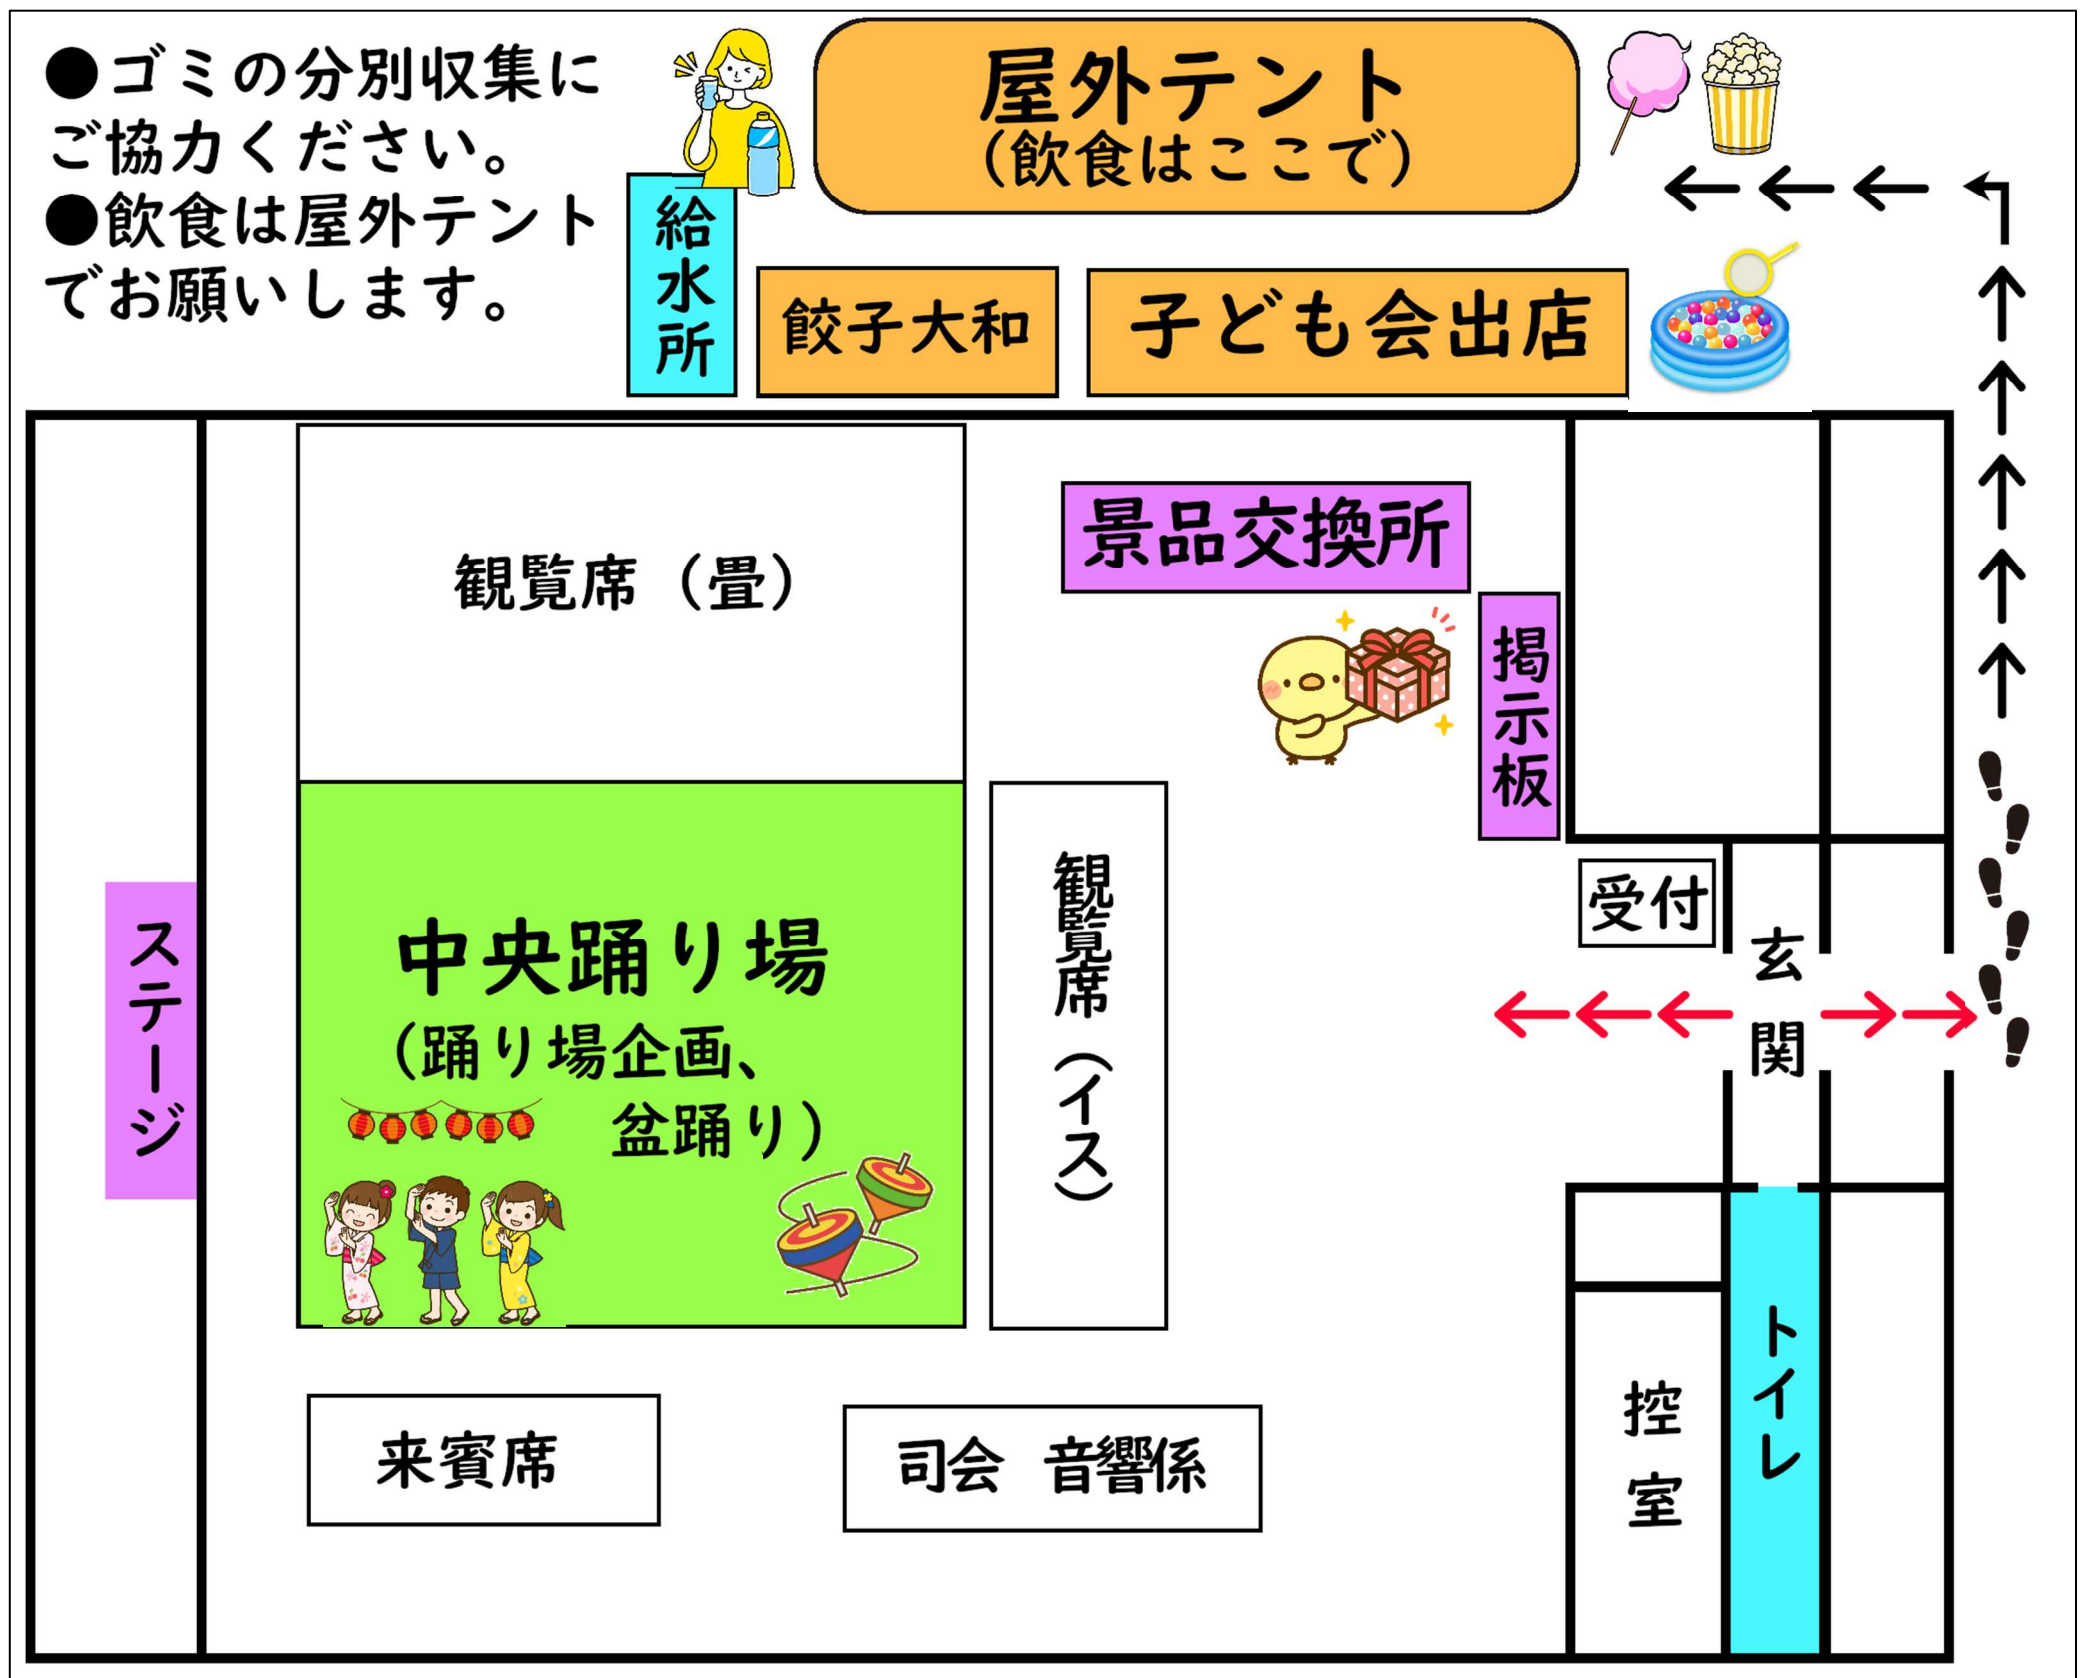 ●ゴミの分別収集に
ご協力ください。
●飲食は屋外テント
でお願いします。
屋外テント
(飲食はここで)
給水所
餃子大和
子ども会出店
景品交換所
掲示板
観覧席（畳）
受付
玄関
ステージ
中央踊り場
（踊り場企画、
盆踊り）
観覧席（イス）
来賓席
司会 音響係
控室
トイレ